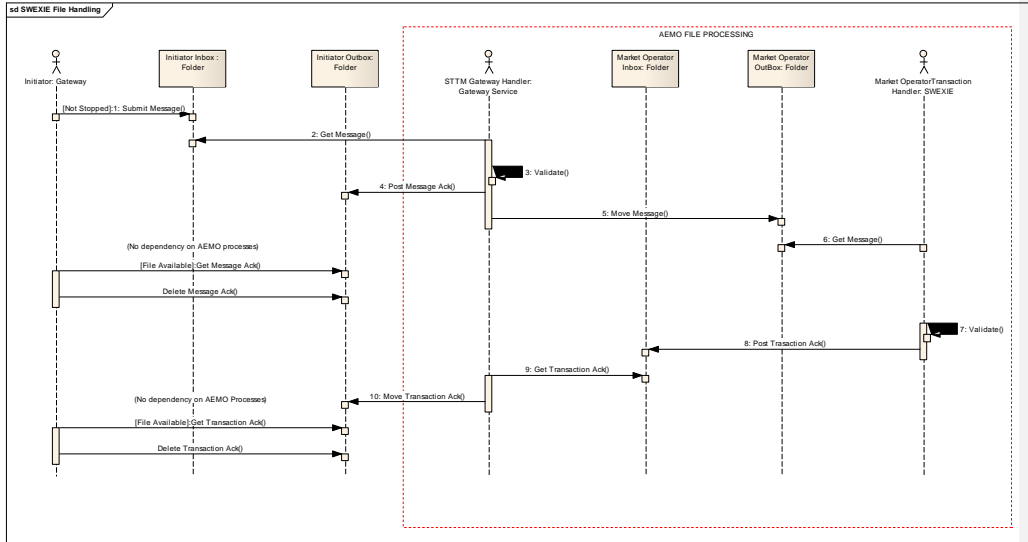 sd SWEXIE File Handling
AEMO FILE PROCESSING
Initiator: Gateway
Initiator Inbox :
Folder
Initiator Outbox:
Folder
STTM Gateway Handler:
Gateway Service
Market Operator
Inbox: Folder
Market Operator
OutBox: Folder
Market OperatorTransaction
Handler: SWEXIE
[Not Stopped]:1: Submit Message()
2: Get Message()
3: Validate()
4: Post Message Ack()
5: Move Message()
6: Get Message()
(No dependency on AEMO processes)
[File Available]:Get Message Ack()
Delete Message Ack()
7: Validate()
8: Post Trasaction Ack()
9: Get Transaction Ack()
10: Move Transaction Ack()
(No dependency on AEMO Processes)
[File Available]:Get Transaction Ack()
Delete Transaction Ack()